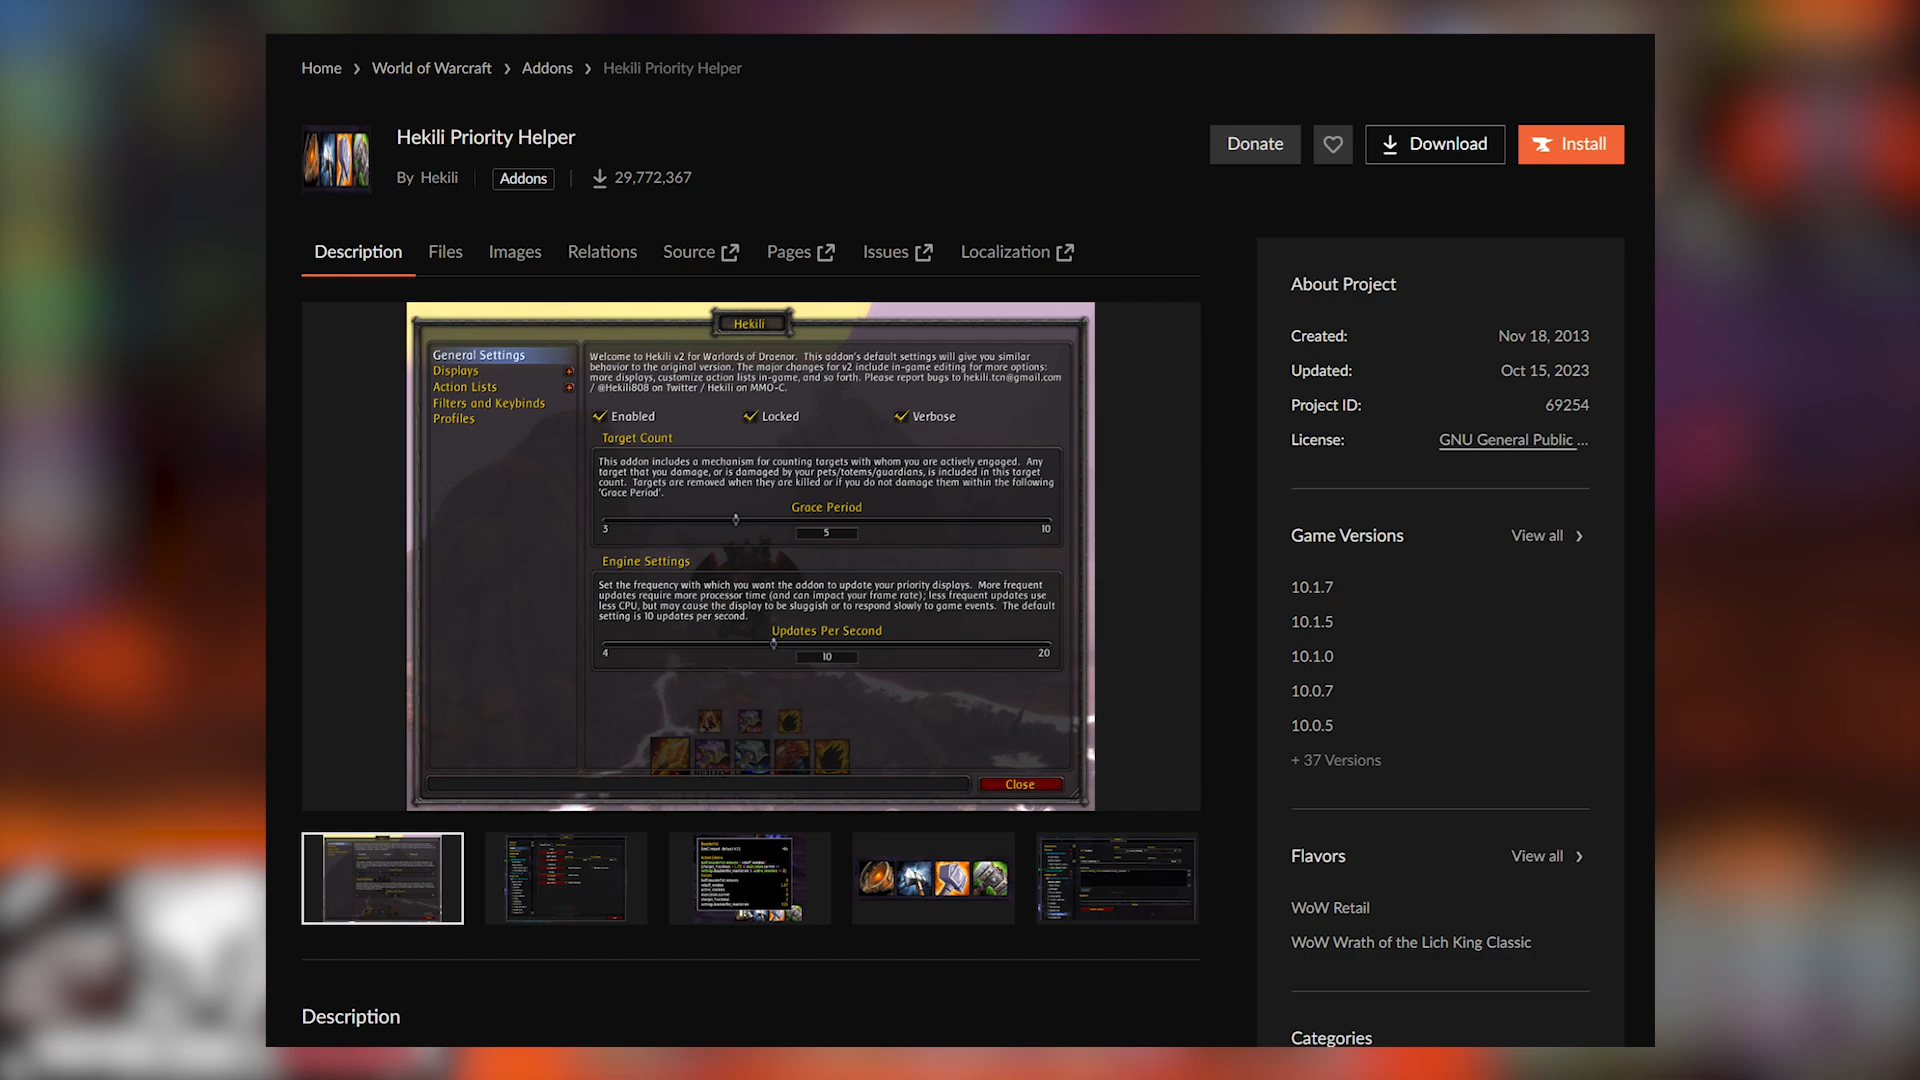 Home > World of Warcraft > Addons > Hekili Priority Helper
Hekili Priority Helper
By Hekili Addons 29,772,367
Donate Download Install
Description Files Images Relations Source Pages Issues Localization
Hekili
General Settings
Displays
Action Lists
Filters and Keybinds
Profiles
Welcome to Hekili v2 for Warlords of Draenor. This addon's default settings will give you similar
behavior to the original version. The major changes for v2 include in-game editing for more options:
more displays, customize action lists in-game, and so forth. Please report bugs to hekili.tcn@gmail.com
/ @Hekili808 on Twitter / Hekili on MMO-C.
Enabled Locked Verbose
Target Count
This addon includes a mechanism for counting targets with whom you are actively engaged. Any
target that you damage, or is damaged by your pets/totems/guardians, is included in this target
count. Targets are removed when they are killed or if you do not damage them within the following
'Grace Period'.
Grace Period
3 5 10
Engine Settings
Set the frequency with which you want the addon to update your priority displays. More frequent
updates require more processor time (and can impact your frame rate); less frequent updates use
less CPU, but may cause the display to be sluggish or to respond slowly to game events. The default
setting is 10 updates per second.
Updates Per Second
4 10 20
Close
Description
About Project
Created: Nov 18, 2013
Updated: Oct 15, 2023
Project ID: 69254
License: GNU General Public ...
Game Versions View all >
10.1.7
10.1.5
10.1.0
10.0.7
10.0.5
+ 37 Versions
Flavors View all >
WoW Retail
WoW Wrath of the Lich King Classic
Categories